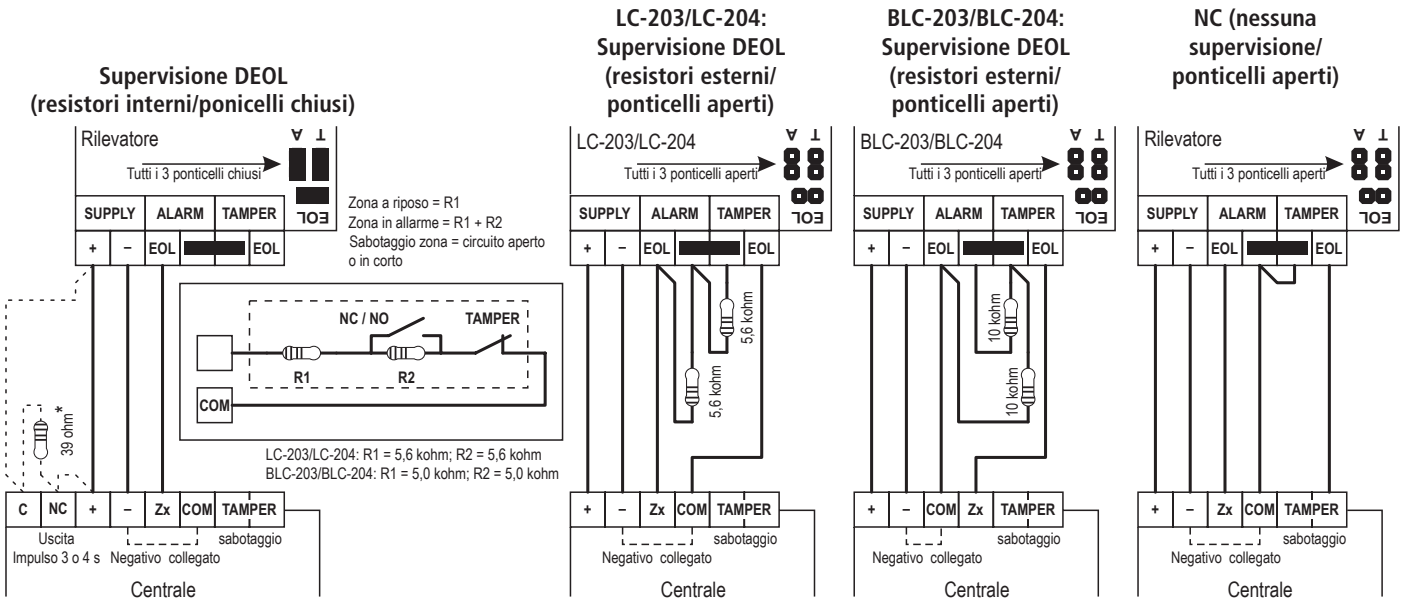 Supervisione DEOL
(resistori interni/ponicelli chiusi)
Rilevatore
Tutti i 3 ponticelli chiusi
A T
EOL
SUPPLY ALARM TAMPER
+ – EOL EOL
Zona a riposo = R1
Zona in allarme = R1 + R2
Sabotaggio zona = circuito aperto
o in corto
NC / NO TAMPER
R1 R2
COM
LC-203/LC-204: R1 = 5,6 kohm; R2 = 5,6 kohm
BLC-203/BLC-204: R1 = 5,0 kohm; R2 = 5,0 kohm
39 ohm *
C NC + – Zx COM TAMPER
Uscita
Impulso 3 o 4 s
Negativo collegato
sabotaggio
Centrale
LC-203/LC-204:
Supervisione DEOL
(resistori esterni/
ponticelli aperti)
LC-203/LC-204
Tutti i 3 ponticelli aperti
A T
EOL
SUPPLY ALARM TAMPER
+ – EOL EOL
5,6 kohm
5,6 kohm
+ – Zx COM TAMPER
Negativo collegato
sabotaggio
Centrale
BLC-203/BLC-204:
Supervisione DEOL
(resistori esterni/
ponticelli aperti)
BLC-203/BLC-204
Tutti i 3 ponticelli aperti
A T
EOL
SUPPLY ALARM TAMPER
+ – EOL EOL
10 kohm
10 kohm
+ – COM Zx TAMPER
Negativo collegato
sabotaggio
Centrale
NC (nessuna
supervisione/
ponticelli aperti)
Rilevatore
Tutti i 3 ponticelli aperti
A T
EOL
SUPPLY ALARM TAMPER
+ – EOL EOL
+ – Zx COM TAMPER
Negativo collegato
sabotaggio
Centrale